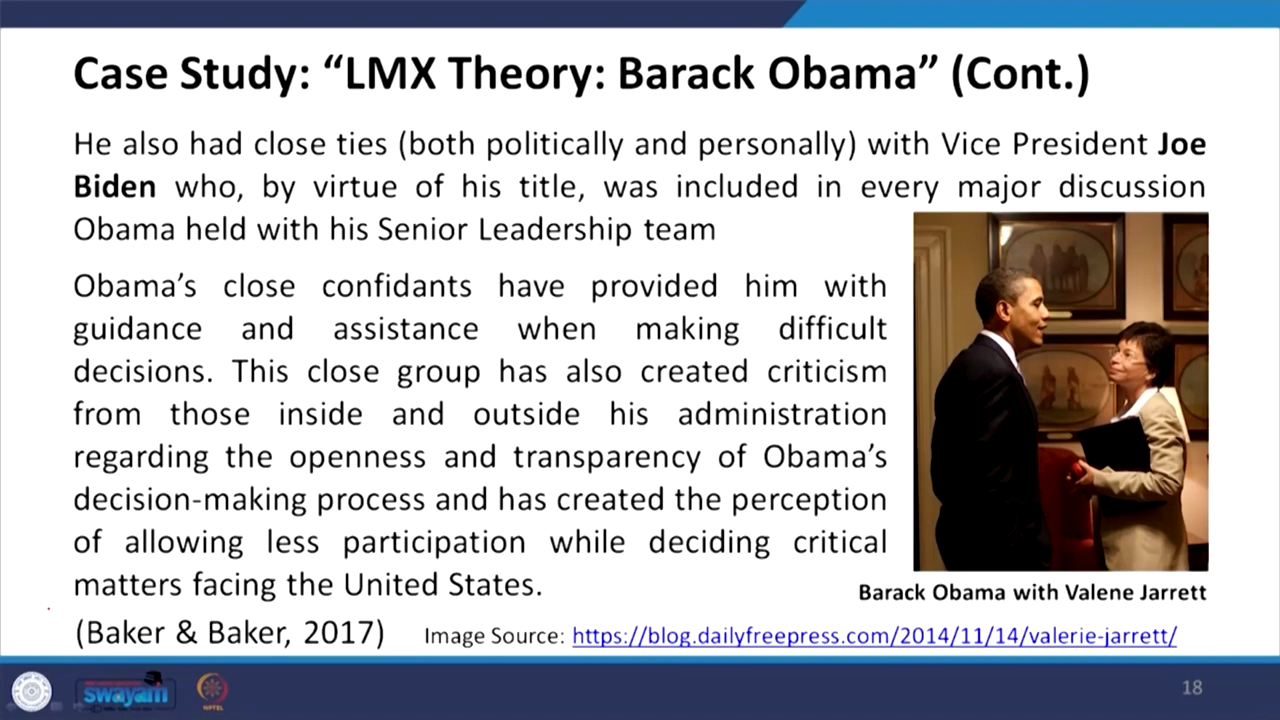 Case Study: “LMX Theory: Barack Obama” (Cont.)
He also had close ties (both politically and personally) with Vice President Joe
Biden who, by virtue of his title, was included in every major discussion
Obama held with his Senior Leadership team
Obama’s close confidants have provided him with
guidance and assistance when making difficult
decisions. This close group has also created criticism
from those inside and outside his administration
regarding the openness and transparency of Obama’s
decision-making process and has created the perception
of allowing less participation while deciding critical
matters facing the United States.
Barack Obama with Valene Jarrett
(Baker & Baker, 2017)
Image Source: https://blog.dailyfreepress.com/2014/11/14/valerie-jarrett/
swayam
NPTEL
18